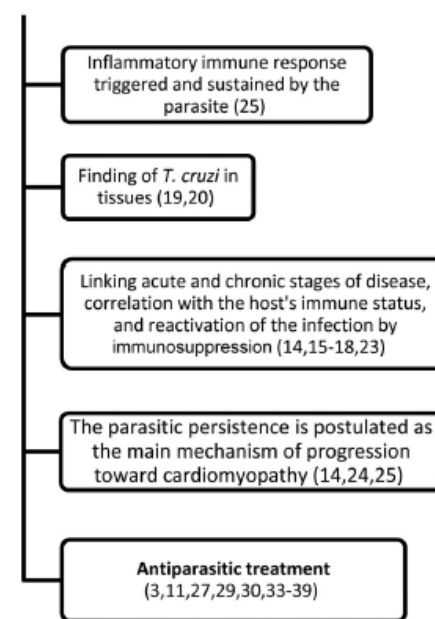 Inflammatory immune response
triggered and sustained by the
parasite (25)
Finding of T. cruzi in
tissues (19,20)
Linking acute and chronic stages of disease,
correlation with the host's immune status,
and reactivation of the infection by
immunosuppression (14,15-18,23)
The parasitic persistence is postulated as
the main mechanism of progression
toward cardiomyopathy (14,24,25)
Antiparasitic treatment
(3,11,27,29,30,33-39)